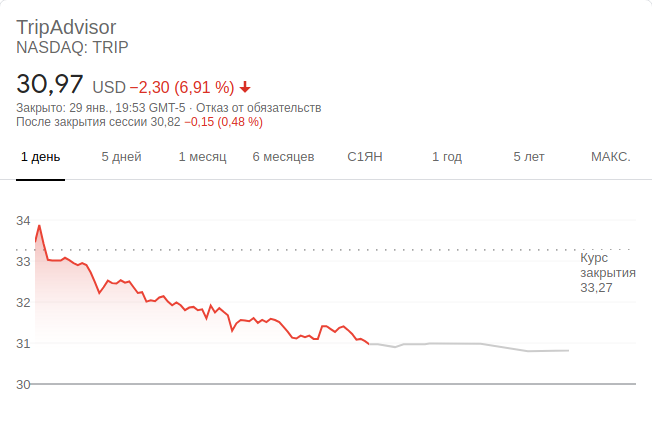 TripAdvisor
NASDAQ: TRIP
30,97 USD −2,30 (6,91 %)
Закрыто: 29 янв., 19:53 GMT-5 · Отказ от обязательств
После закрытия сессии 30,82 −0,15 (0,48 %)
1 день 5 дней 1 месяц 6 месяцев С1ЯН 1 год 5 лет МАКС.
34
33
32
31
30
Курс
закрытия
33,27